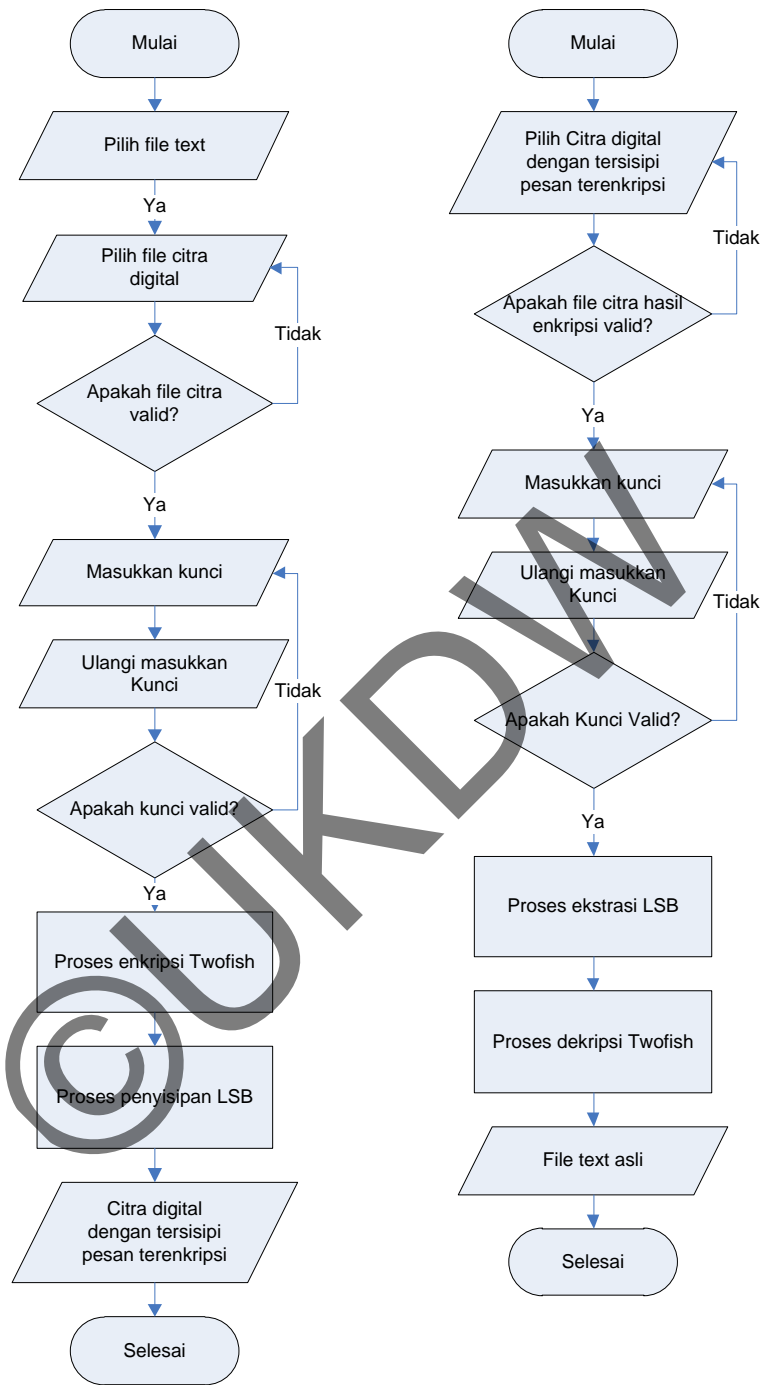 Mulai
Pilih file text
Ya
Pilih file citra
digital
Tidak
Apakah file citra
valid?
Ya
Masukkan kunci
Ulangi masukkan
Kunci
Tidak
Apakah kunci valid?
Ya
Proses enkripsi Twofish
Proses penyisipan LSB
Citra digital
dengan tersisipi
pesan terenkripsi
Selesai
Mulai
Pilih Citra digital
dengan tersisipi
pesan terenkripsi
Tidak
Apakah file citra hasil
enkripsi valid?
Ya
Masukkan kunci
Ulangi masukkan
Kunci
Tidak
Apakah Kunci Valid?
Ya
Proses ekstrasi LSB
Proses dekripsi Twofish
File text asli
Selesai
©UKDW